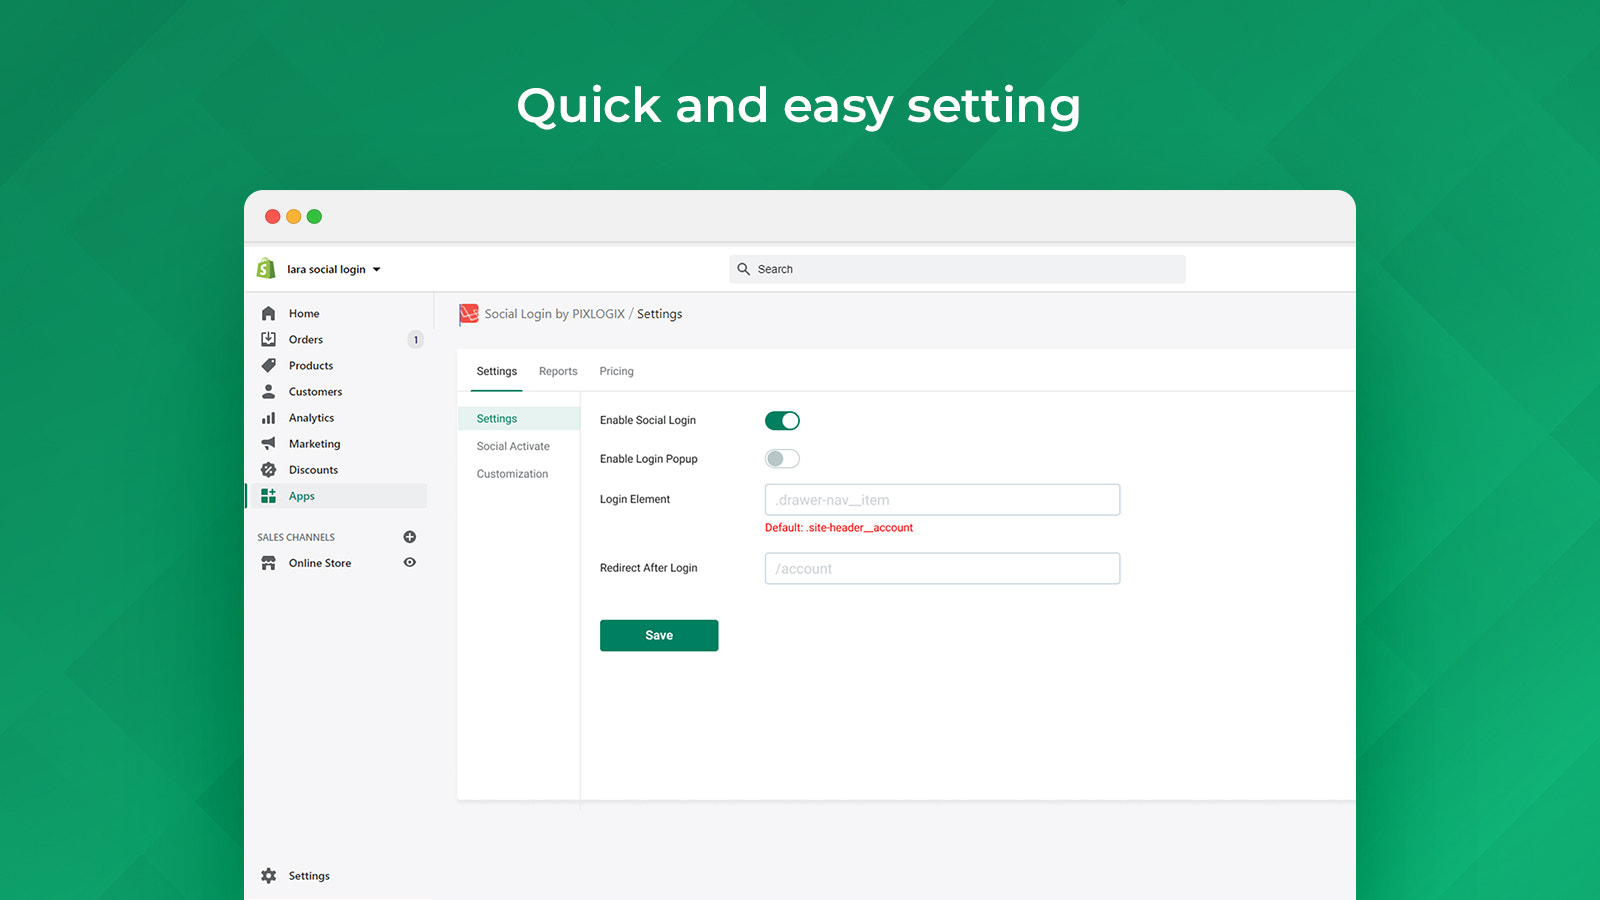 Quick and easy setting
lara social login
Search
Home
Orders 1
Products
Customers
Analytics
Marketing
Discounts
Apps
SALES CHANNELS
Online Store
Settings
Social Login by PIXLOGIX / Settings
Settings Reports Pricing
Settings
Social Activate
Customization
Enable Social Login
Enable Login Popup
Login Element .drawer-nav__item
Default: .site-header__account
Redirect After Login /account
Save